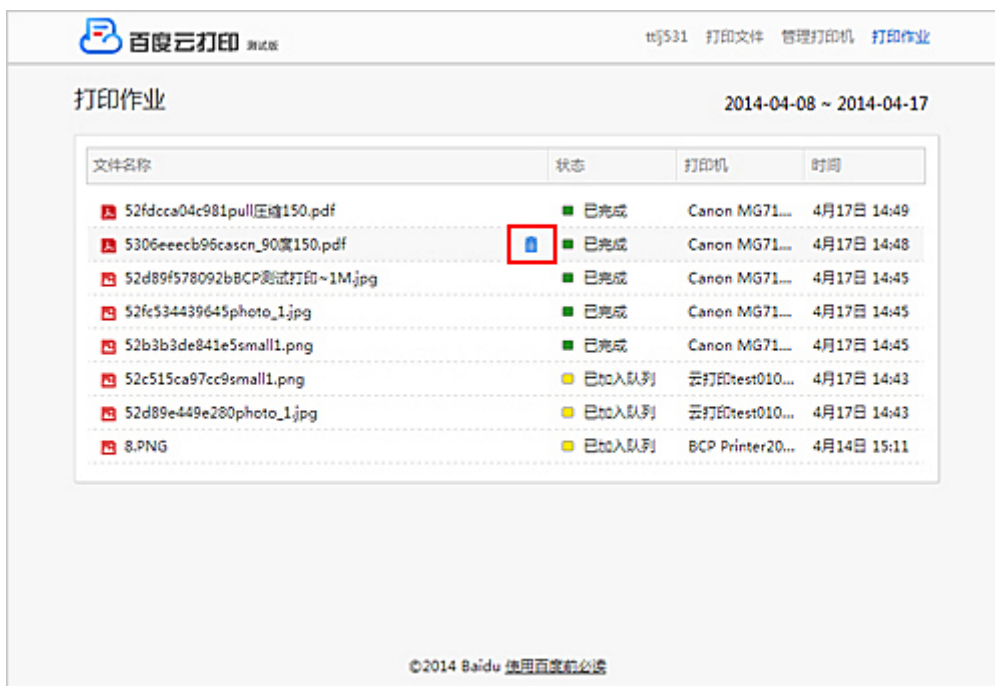 百度云打印 测试版 ttlj531 打印文件 管理打印机 打印作业
打印作业 2014-04-08 ~ 2014-04-17
文件名称 状态 打印机 时间
52fdcca04c981pull压缩150.pdf 已完成 Canon MG71... 4月17日 14:49
5306eeecb96cascn_90宽150.pdf 已完成 Canon MG71... 4月17日 14:48
52d89f578092bBCP测试打印~1M.jpg 已完成 Canon MG71... 4月17日 14:45
52fc534439645photo_1.jpg 已完成 Canon MG71... 4月17日 14:45
52b3b3de841e5small1.png 已完成 Canon MG71... 4月17日 14:45
52c515ca97cc9small1.png 已加入队列 云打印test010... 4月17日 14:43
52d89e449e280photo_1.jpg 已加入队列 云打印test010... 4月17日 14:43
8.PNG 已加入队列 BCP Printer20... 4月14日 15:11
©2014 Baidu 使用百度前必读